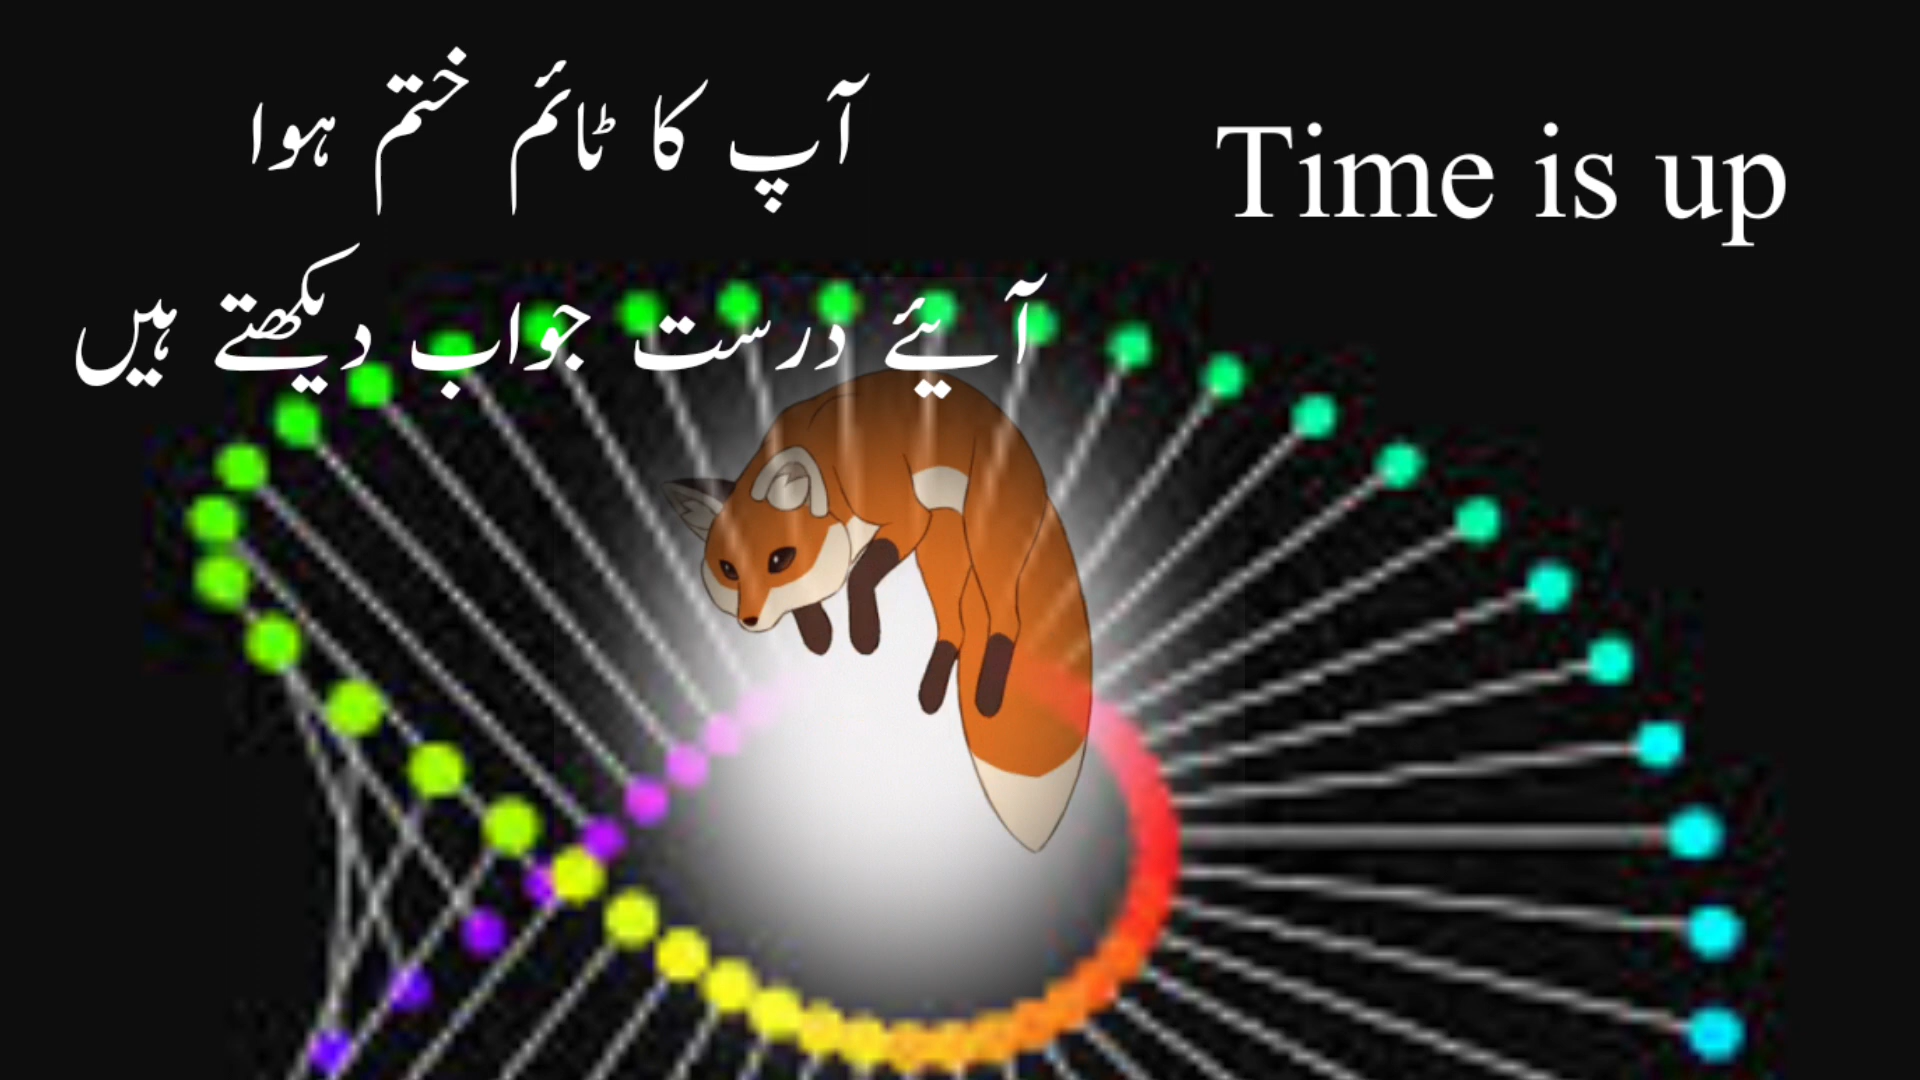 آپ کا ٹائم ختم ہوا
Time is up
آیئے درست جواب دیکھتے ہیں